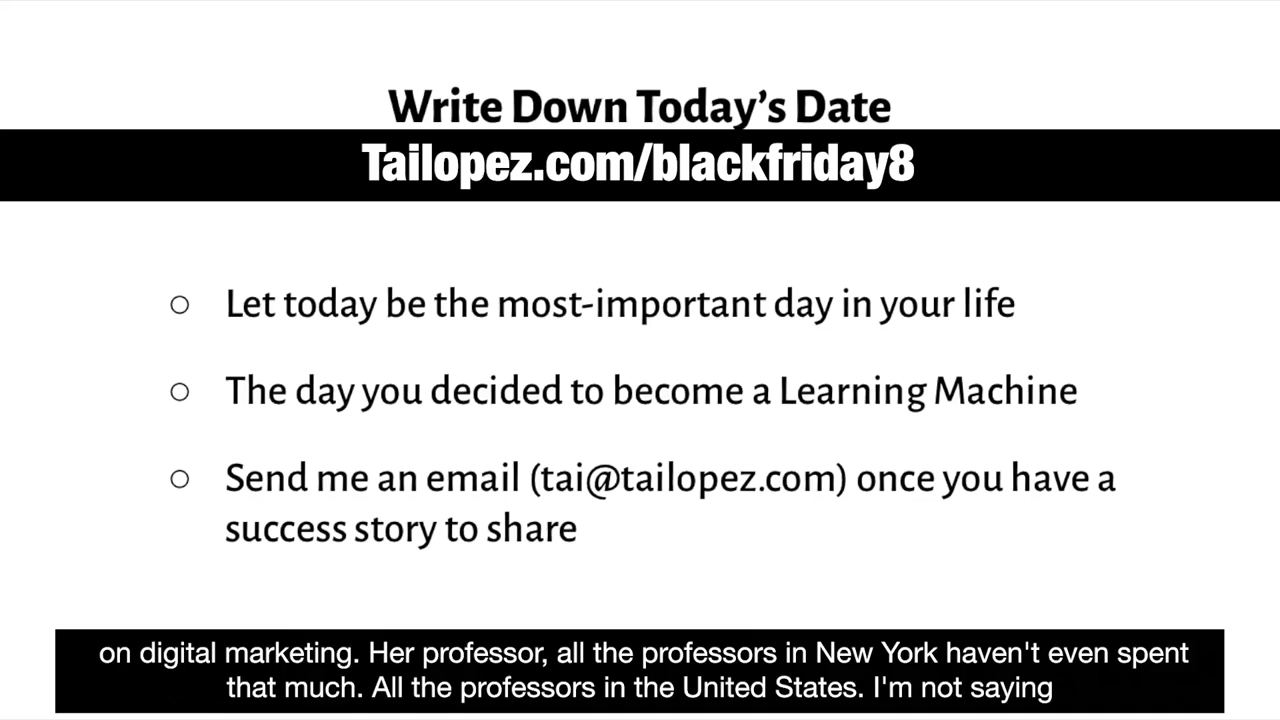 Write Down Today's Date
Tailopez.com/blackfriday8
○ Let today be the most-important day in your life
○ The day you decided to become a Learning Machine
○ Send me an email (tai@tailopez.com) once you have a
success story to share
on digital marketing. Her professor, all the professors in New York haven't even spent
that much. All the professors in the United States. I'm not saying